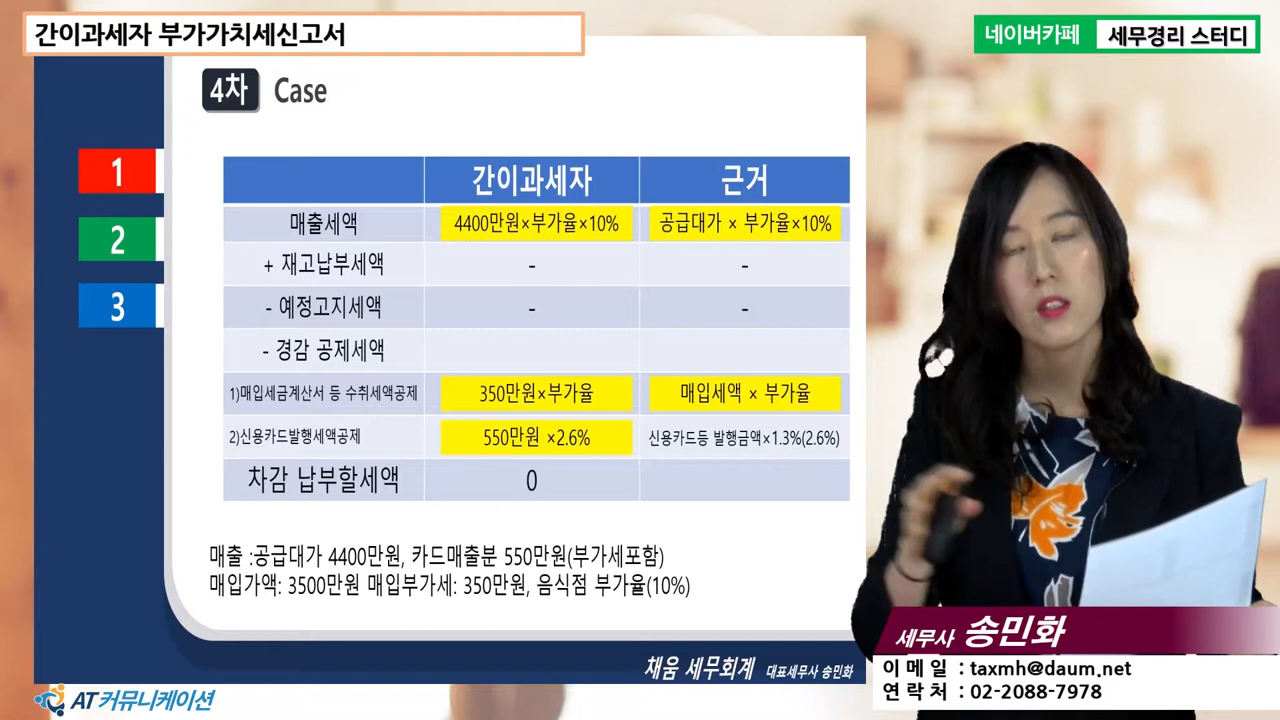 간이과세자 부가가치세신고서
네이버카페 세무경리 스터디
4차 Case
1
2
3
간이과세자 근거
매출세액 4400만원×부가율×10% 공급대가 × 부가율×10%
+ 재고납부세액 - -
- 예정고지세액 - -
- 경감 공제세액
1)매입세금계산서 등 수취세액공제 350만원×부가율 매입세액 × 부가율
2)신용카드발행세액공제 550만원 ×2.6% 신용카드등 발행금액×1.3%(2.6%)
차감 납부할세액 0
매출 :공급대가 4400만원, 카드매출분 550만원(부가세포함)
매입가액: 3500만원 매입부가세: 350만원, 음식점 부가율(10%)
채움 세무회계 대표세무사 송민화
세무사 송민화
이 메 일 : taxmh@daum.net
연 락 처 : 02-2088-7978
AT커뮤니케이션